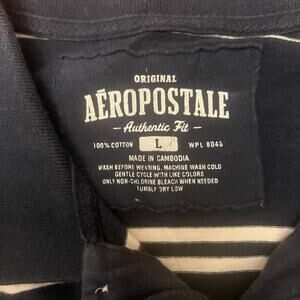 ORIGINAL
AÉROPOSTALE
Authentic Fit
100% COTTON L WPL 8046
MADE IN CAMBODIA
WASH BEFORE WEARING. MACHINE WASH COLD
GENTLE CYCLE WITH LIKE COLORS
ONLY NON-CHLORINE BLEACH WHEN NEEDED
TUMBLE DRY LOW